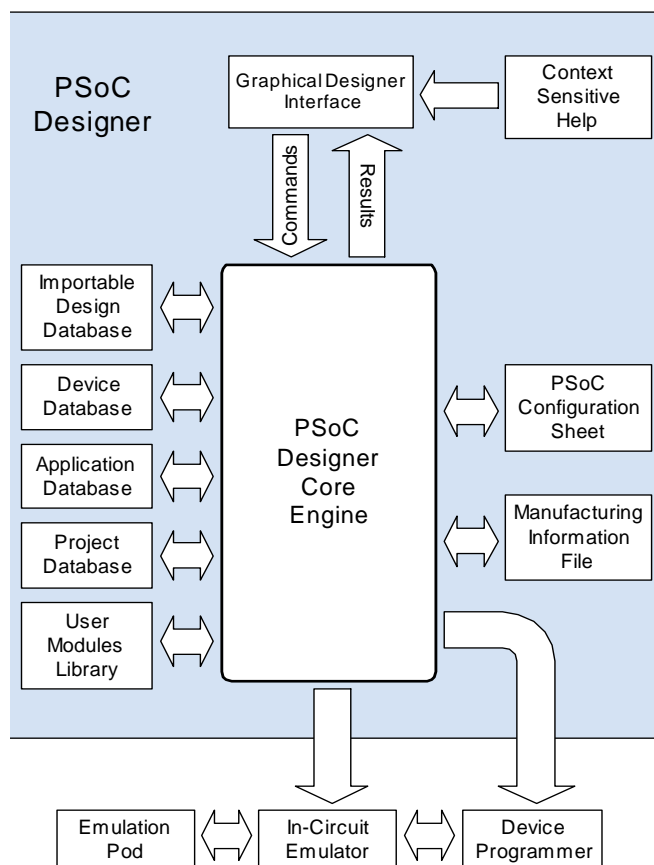 PSoC
Designer
Graphical Designer
Interface
Context
Sensitive
Help
Commands
Results
Importable
Design
Database
Device
Database
Application
Database
Project
Database
User
Modules
Library
PSoC
Designer
Core
Engine
PSoC
Configuration
Sheet
Manufacturing
Information
File
Emulation
Pod
In-Circuit
Emulator
Device
Programmer